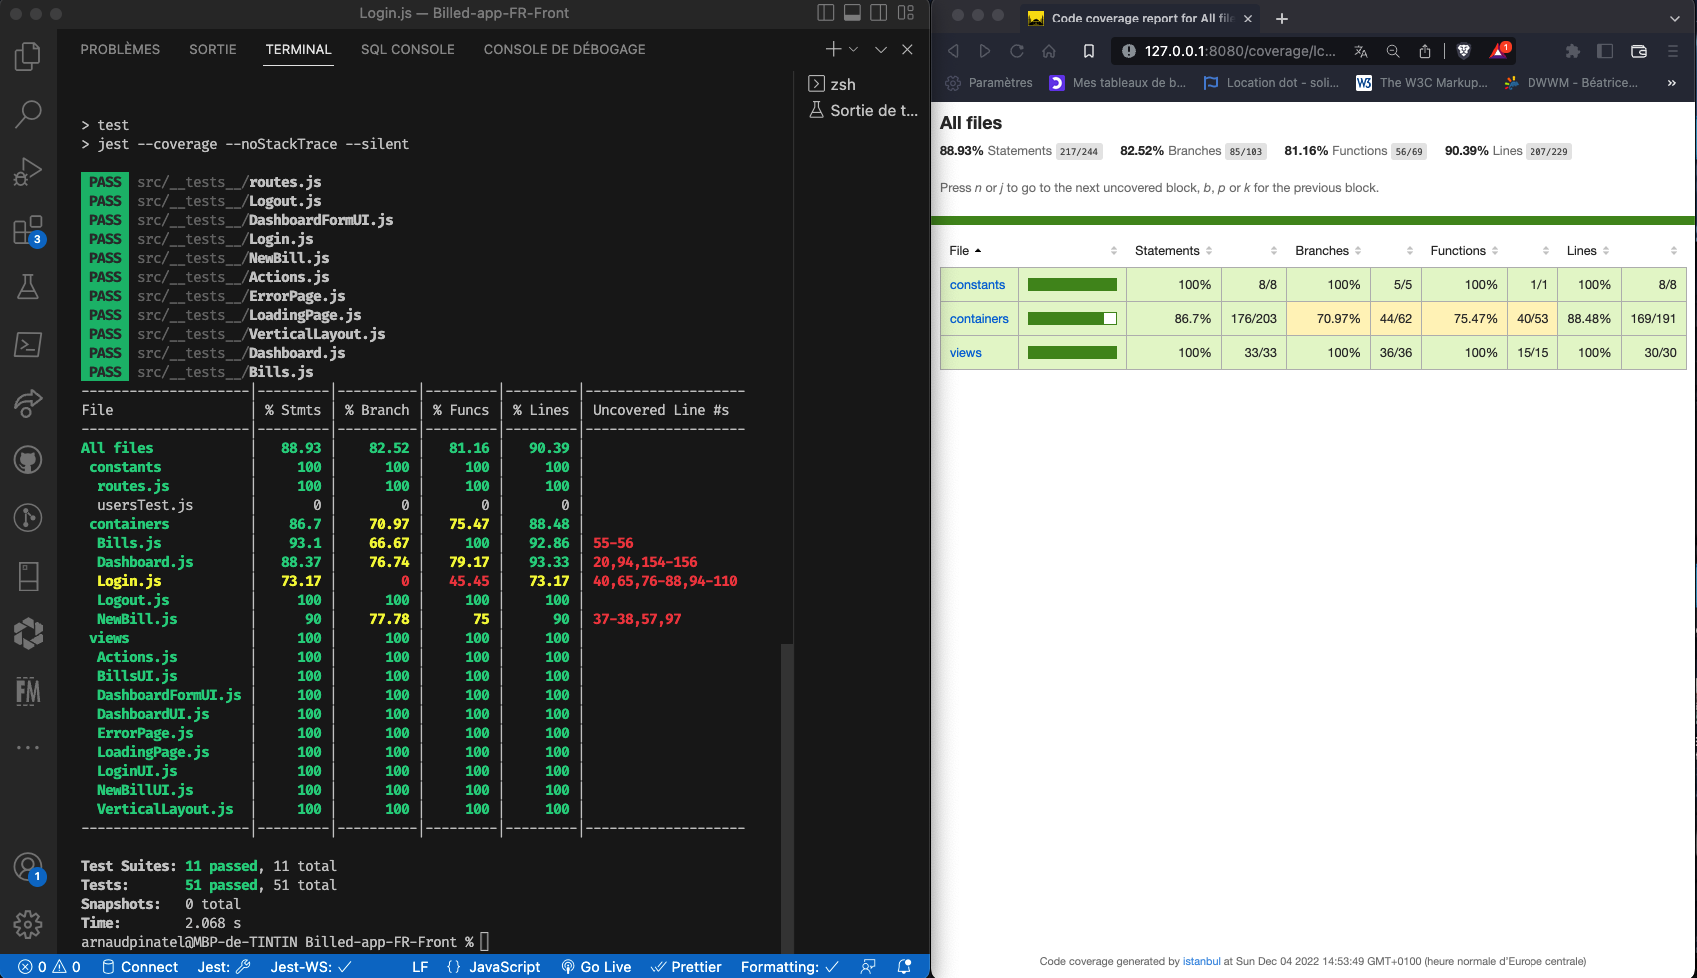 Login.js — Billed-app-FR-Front
PROBLÈMES SORTIE TERMINAL SQL CONSOLE CONSOLE DE DÉBOGAGE
zsh
Sortie de t...
> test
> jest --coverage --noStackTrace --silent
PASS src/__tests__/routes.js
PASS src/__tests__/Logout.js
PASS src/__tests__/DashboardFormUI.js
PASS src/__tests__/Login.js
PASS src/__tests__/NewBill.js
PASS src/__tests__/Actions.js
PASS src/__tests__/ErrorPage.js
PASS src/__tests__/LoadingPage.js
PASS src/__tests__/VerticalLayout.js
PASS src/__tests__/Dashboard.js
PASS src/__tests__/Bills.js
---------------------|---------|----------|---------|---------|--------------------
File | % Stmts | % Branch | % Funcs | % Lines | Uncovered Line #s
---------------------|---------|----------|---------|---------|--------------------
All files | 88.93 | 82.52 | 81.16 | 90.39 |
constants | 100 | 100 | 100 | 100 |
routes.js | 100 | 100 | 100 | 100 |
usersTest.js | 0 | 0 | 0 | 0 |
containers | 86.7 | 70.97 | 75.47 | 88.48 |
Bills.js | 93.1 | 66.67 | 100 | 92.86 | 55-56
Dashboard.js | 88.37 | 76.74 | 79.17 | 93.33 | 20,94,154-156
Login.js | 73.17 | 0 | 45.45 | 73.17 | 40,65,76-88,94-110
Logout.js | 100 | 100 | 100 | 100 |
NewBill.js | 90 | 77.78 | 75 | 90 | 37-38,57,97
views | 100 | 100 | 100 | 100 |
Actions.js | 100 | 100 | 100 | 100 |
BillsUI.js | 100 | 100 | 100 | 100 |
DashboardFormUI.js | 100 | 100 | 100 | 100 |
DashboardUI.js | 100 | 100 | 100 | 100 |
ErrorPage.js | 100 | 100 | 100 | 100 |
LoadingPage.js | 100 | 100 | 100 | 100 |
LoginUI.js | 100 | 100 | 100 | 100 |
NewBillUI.js | 100 | 100 | 100 | 100 |
VerticalLayout.js | 100 | 100 | 100 | 100 |
---------------------|---------|----------|---------|---------|--------------------
Test Suites: 11 passed, 11 total
Tests: 51 passed, 51 total
Snapshots: 0 total
Time: 2.068 s
arnaudpinatel@MBP-de-TINTIN Billed-app-FR-Front %
3
FM
1
0 0 Connect Jest: Jest-WS: LF {} JavaScript Go Live Prettier Formatting:
Code coverage report for All file
127.0.0.1:8080/coverage/lc... 1
Paramètres Mes tableaux de b... Location dot - soli... W3 The W3C Markup... DWWM - Béatrice... »
All files
88.93% Statements 217/244 82.52% Branches 85/103 81.16% Functions 56/69 90.39% Lines 207/229
Press n or j to go to the next uncovered block, b, p or k for the previous block.
File Statements Branches Functions Lines
constants 100% 8/8 100% 5/5 100% 1/1 100% 8/8
containers 86.7% 176/203 70.97% 44/62 75.47% 40/53 88.48% 169/191
views 100% 33/33 100% 36/36 100% 15/15 100% 30/30
Code coverage generated by istanbul at Sun Dec 04 2022 14:53:49 GMT+0100 (heure normale d'Europe centrale)